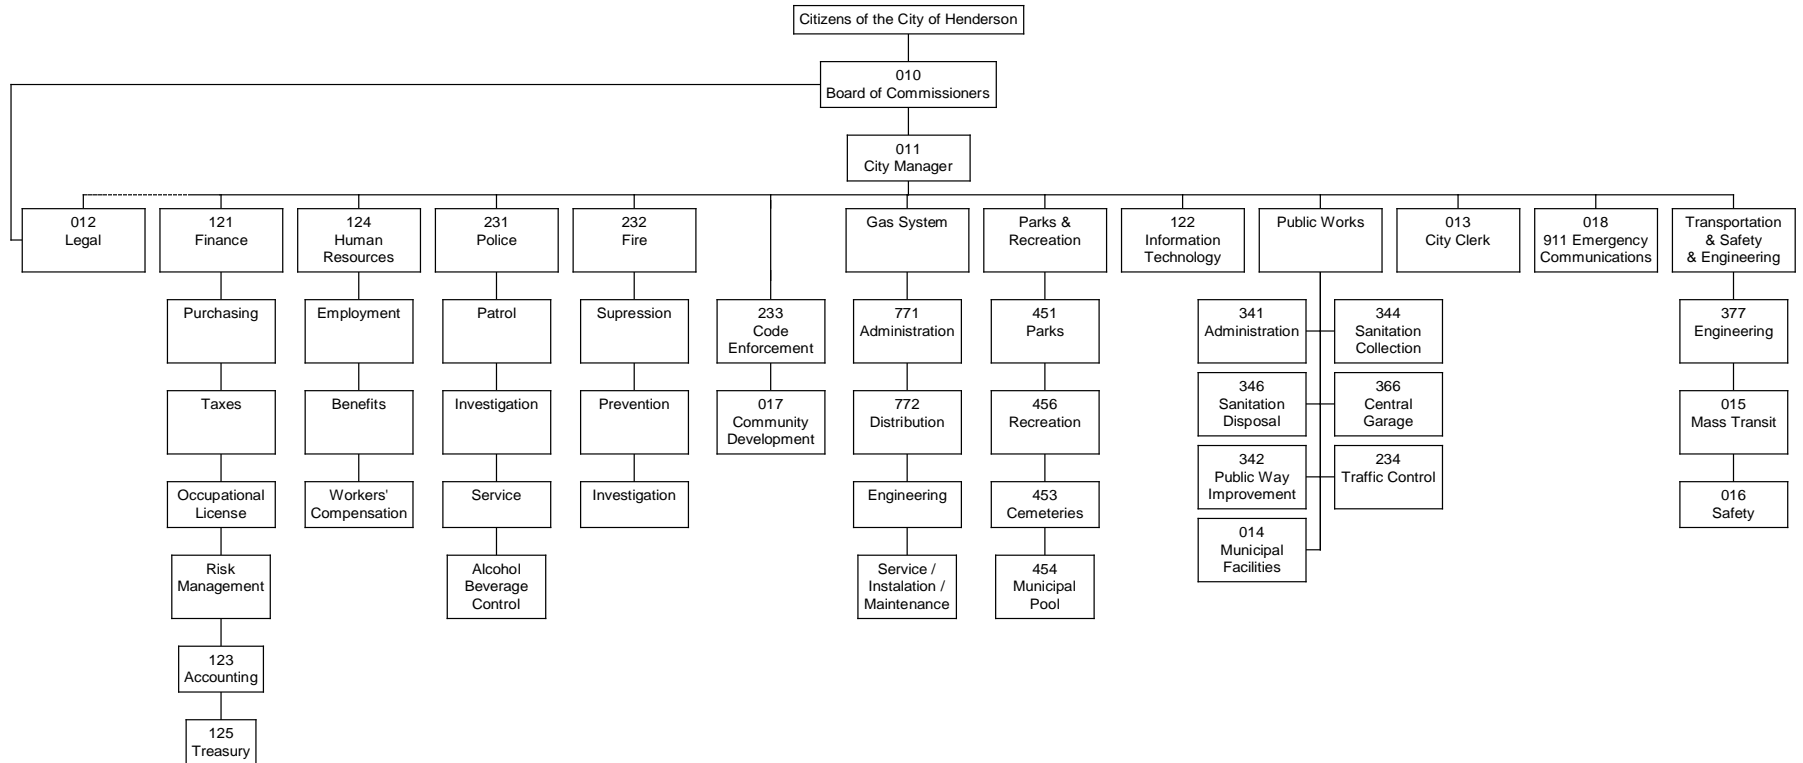 Citizens of the City of Henderson
010
Board of Commissioners
011
City Manager
012
Legal
121
Finance
124
Human
Resources
231
Police
232
Fire
Gas System
Parks &
Recreation
122
Information
Technology
Public Works
013
City Clerk
018
911 Emergency
Communications
Transportation
& Safety
& Engineering
Purchasing
Employment
Patrol
Supression
233
Code
Enforcement
771
Administration
451
Parks
341
Administration
344
Sanitation
Collection
377
Engineering
Taxes
Benefits
Investigation
Prevention
017
Community
Development
772
Distribution
456
Recreation
346
Sanitation
Disposal
366
Central
Garage
015
Mass Transit
342
Public Way
Improvement
234
Traffic Control
Occupational
License
Workers'
Compensation
Service
Investigation
Engineering
453
Cemeteries
016
Safety
014
Municipal
Facilities
Risk
Management
Alcohol
Beverage
Control
Service /
Instalation /
Maintenance
454
Municipal
Pool
123
Accounting
125
Treasury